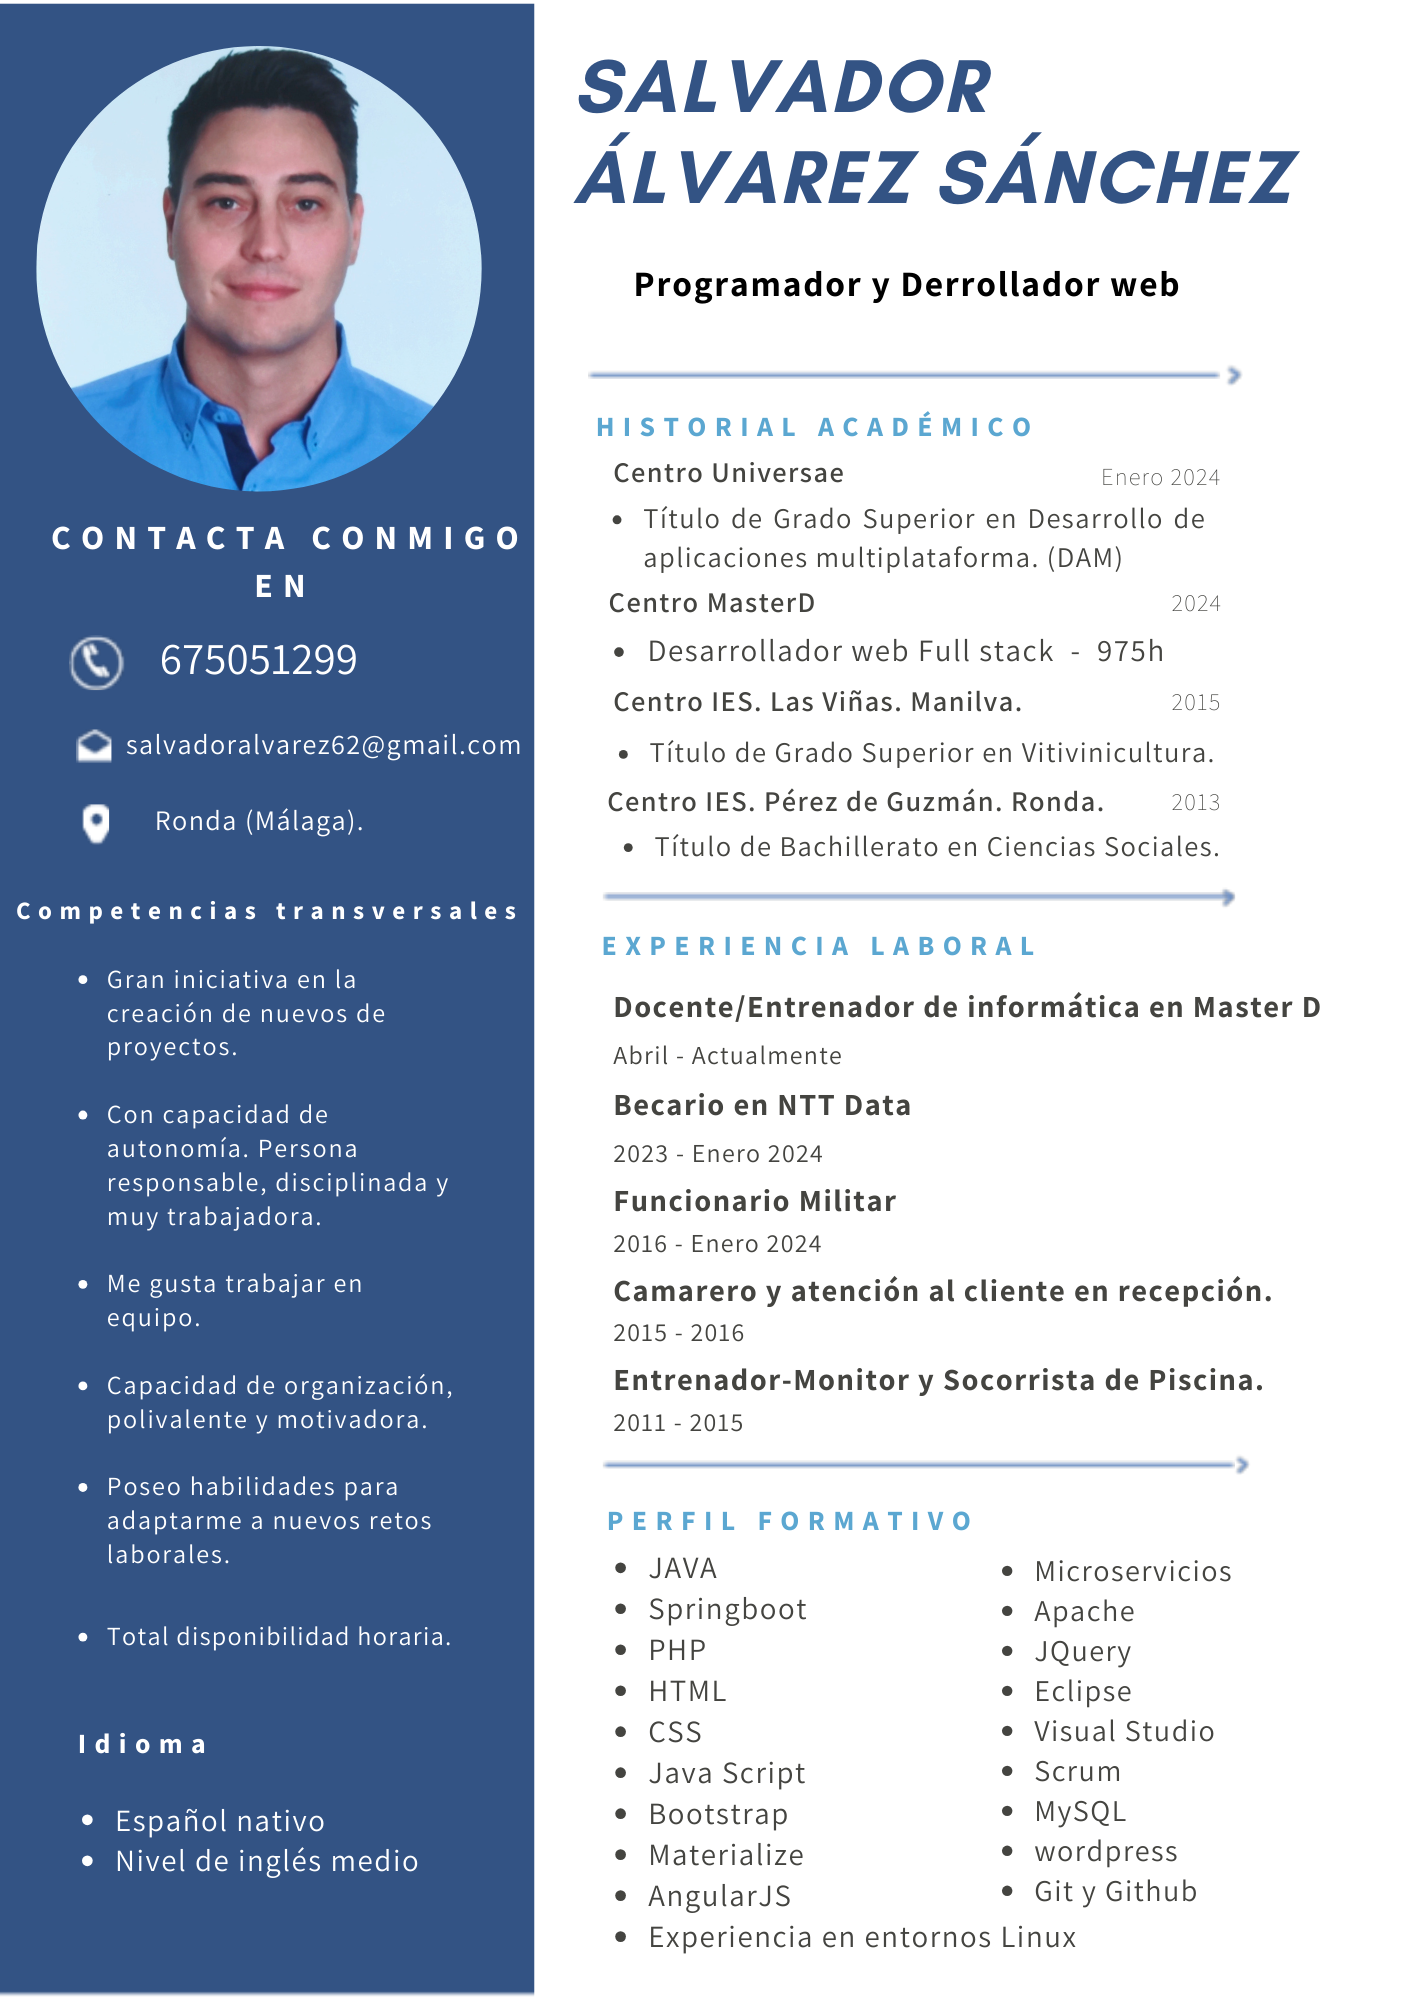 SALVADOR
ÁLVAREZ SÁNCHEZ
Programador y Derrollador web
CONTACTA CONMIGO
EN
675051299
salvadoralvarez62@gmail.com
Ronda (Málaga).
Competencias transversales
• Gran iniciativa en la
creación de nuevos de
proyectos.
• Con capacidad de
autonomía. Persona
responsable, disciplinada y
muy trabajadora.
• Me gusta trabajar en
equipo.
• Capacidad de organización,
polivalente y motivadora.
• Poseo habilidades para
adaptarme a nuevos retos
laborales.
• Total disponibilidad horaria.
Idioma
• Español nativo
• Nivel de inglés medio
HISTORIAL ACADÉMICO
Centro Universae Enero 2024
• Título de Grado Superior en Desarrollo de
aplicaciones multiplataforma. (DAM)
Centro MasterD 2024
• Desarrollador web Full stack - 975h
Centro IES. Las Viñas. Manilva. 2015
• Título de Grado Superior en Vitivinicultura.
Centro IES. Pérez de Guzmán. Ronda. 2013
• Título de Bachillerato en Ciencias Sociales.
EXPERIENCIA LABORAL
Docente/Entrenador de informática en Master D
Abril - Actualmente
Becario en NTT Data
2023 - Enero 2024
Funcionario Militar
2016 - Enero 2024
Camarero y atención al cliente en recepción.
2015 - 2016
Entrenador-Monitor y Socorrista de Piscina.
2011 - 2015
PERFIL FORMATIVO
• JAVA
• Springboot
• PHP
• HTML
• CSS
• Java Script
• Bootstrap
• Materialize
• AngularJS
• Experiencia en entornos Linux
• Microservicios
• Apache
• JQuery
• Eclipse
• Visual Studio
• Scrum
• MySQL
• wordpress
• Git y Github